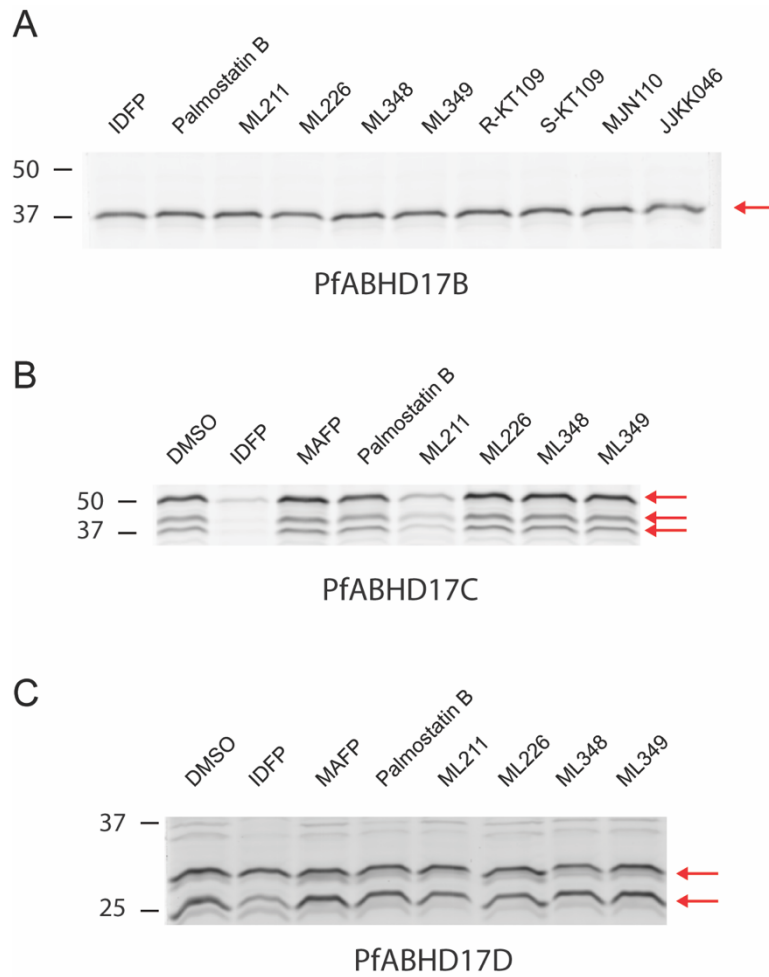 A
IDFP Palmostatin B ML211 ML226 ML348 ML349 R-KT109 S-KT109 MJN110 JJKK046
50
37
PfABHD17B
B
DMSO IDFP MAFP Palmostatin B ML211 ML226 ML348 ML349
50
37
PfABHD17C
C
DMSO IDFP MAFP Palmostatin B ML211 ML226 ML348 ML349
37
25
PfABHD17D